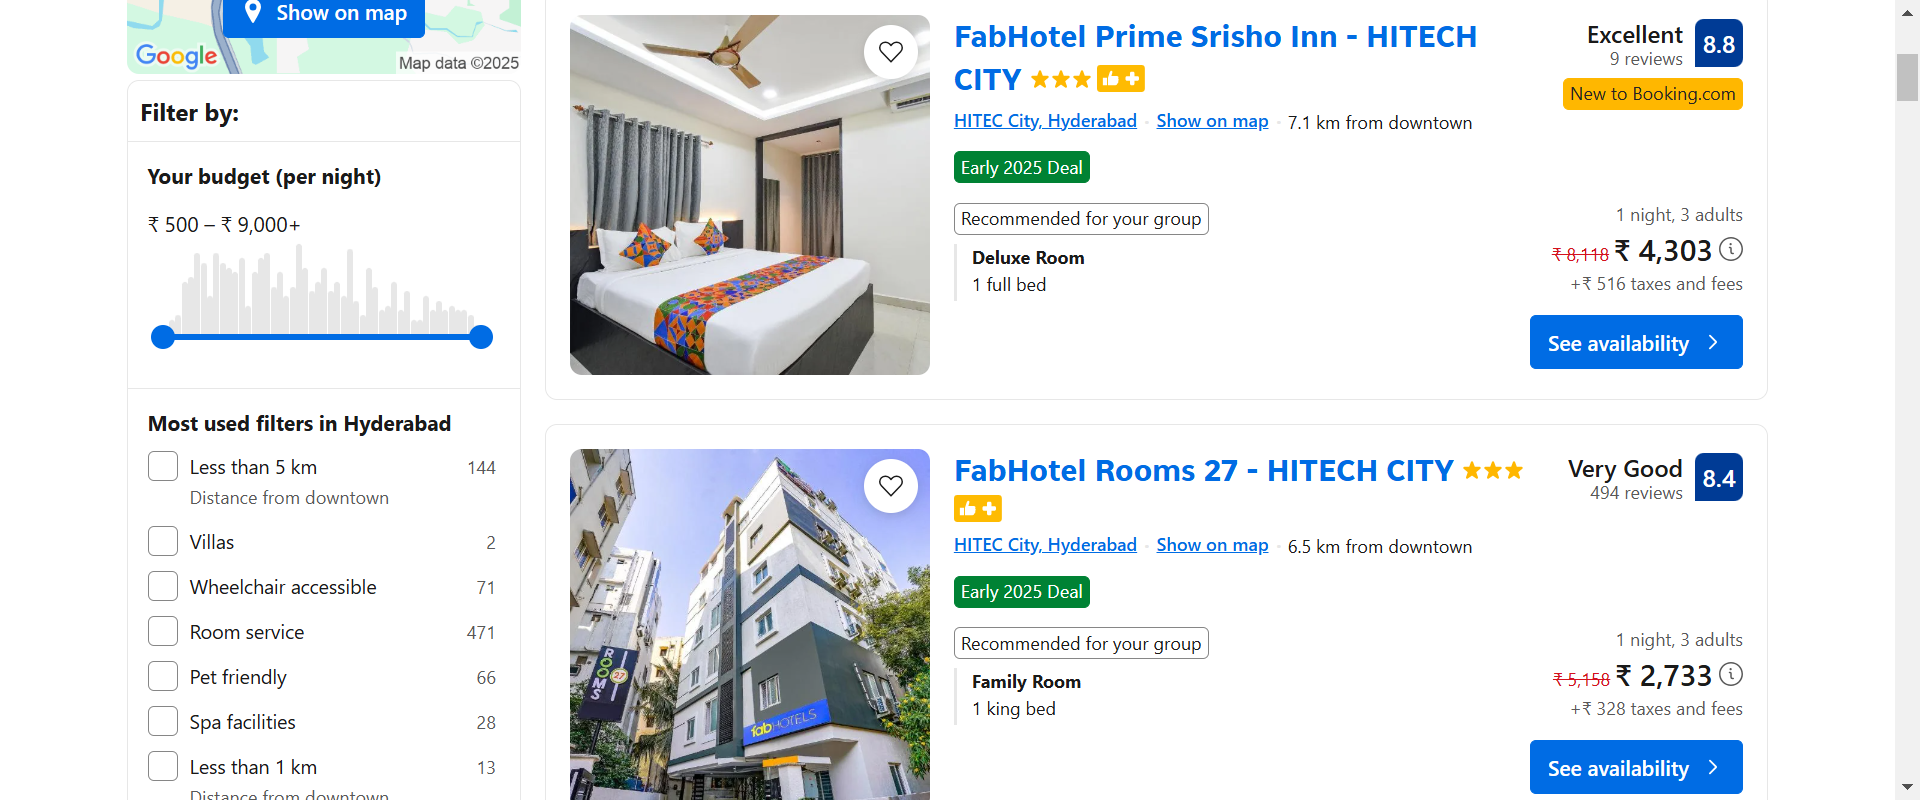 Show on map
Google
Map data ©2025
Filter by:
Your budget (per night)
₹ 500 – ₹ 9,000+
Most used filters in Hyderabad
Less than 5 km 144
Distance from downtown
Villas 2
Wheelchair accessible 71
Room service 471
Pet friendly 66
Spa facilities 28
Less than 1 km 13
Distance from downtown
FabHotel Prime Srisho Inn - HITECH
CITY
HITEC City, Hyderabad Show on map 7.1 km from downtown
Early 2025 Deal
Recommended for your group
Deluxe Room
1 full bed
Excellent
9 reviews
8.8
New to Booking.com
1 night, 3 adults
₹ 8,118 ₹ 4,303
+₹ 516 taxes and fees
See availability
ROOMS
27
fabHOTELS
FabHotel Rooms 27 - HITECH CITY
HITEC City, Hyderabad Show on map 6.5 km from downtown
Early 2025 Deal
Recommended for your group
Family Room
1 king bed
Very Good
494 reviews
8.4
1 night, 3 adults
₹ 5,158 ₹ 2,733
+₹ 328 taxes and fees
See availability